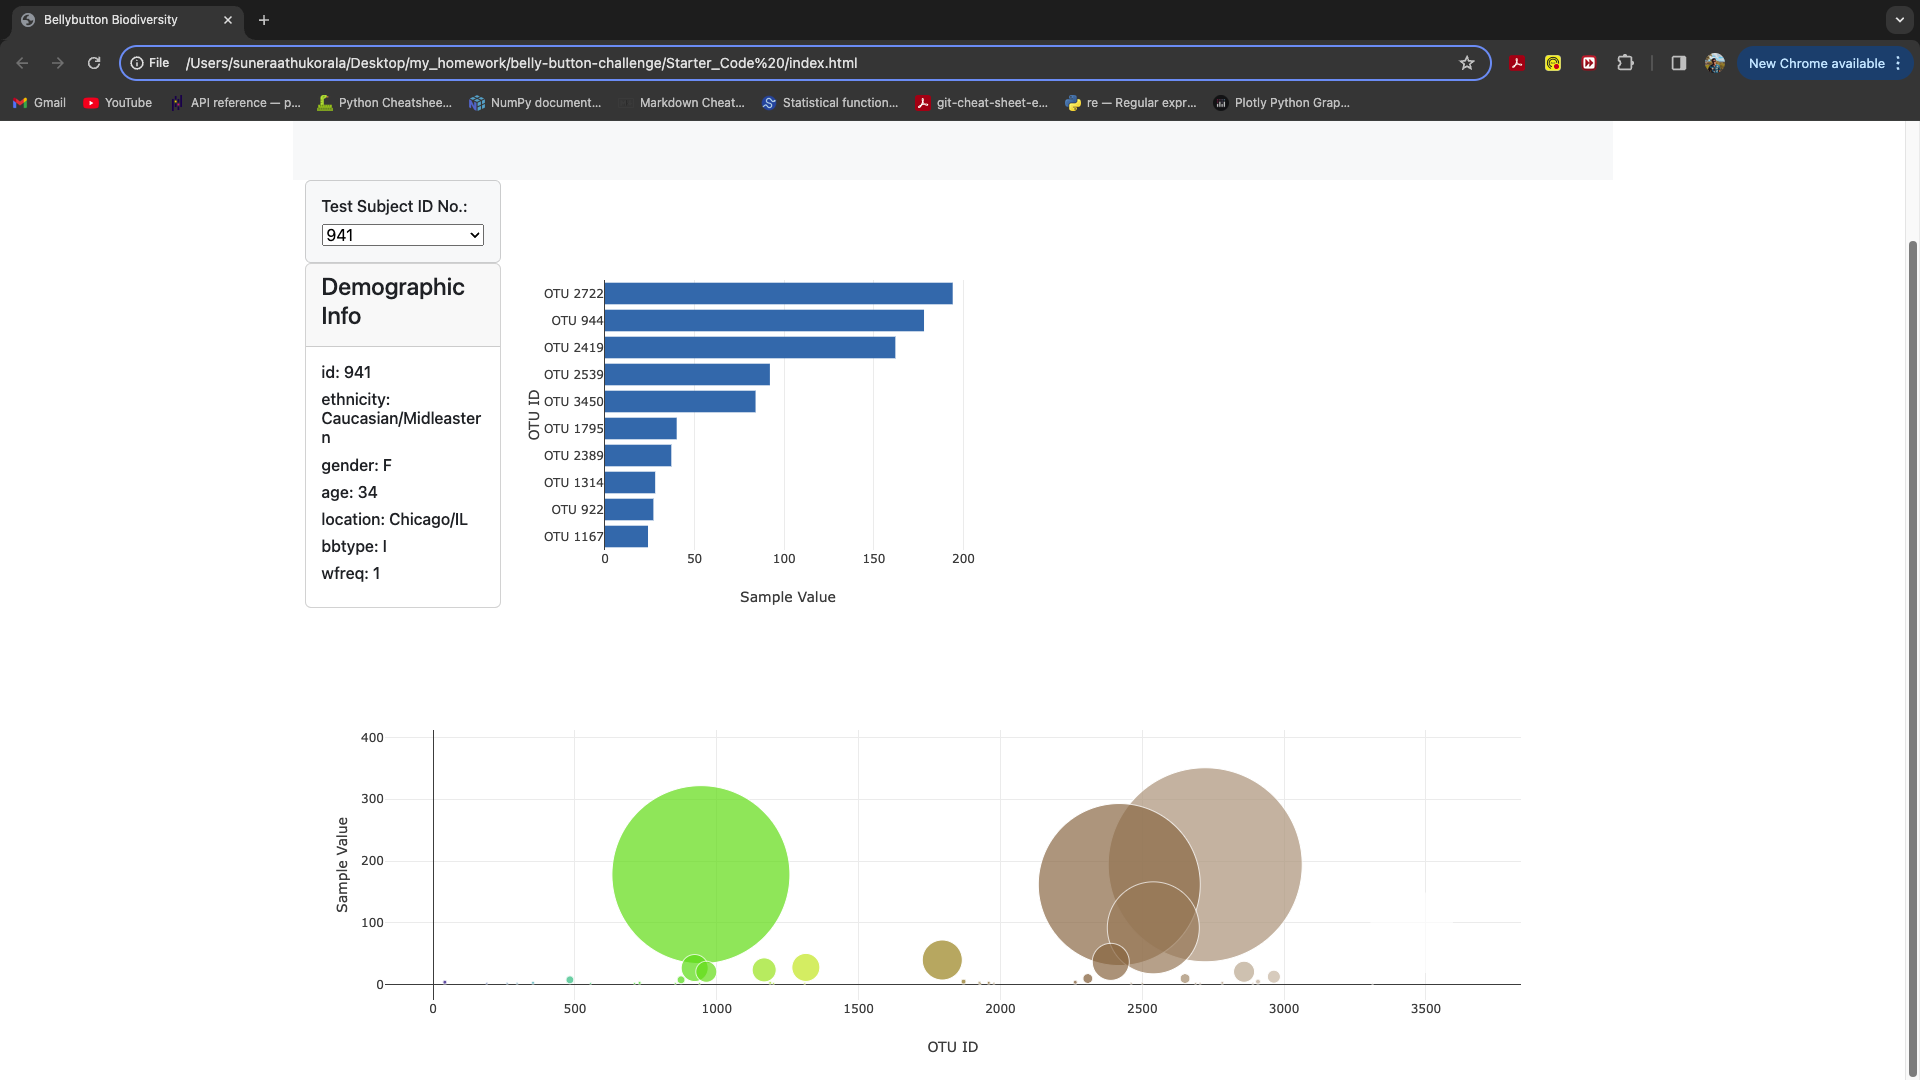 Bellybutton Biodiversity
File
/Users/suneraathukorala/Desktop/my_homework/belly-button-challenge/Starter_Code%20/index.html
New Chrome available
Gmail
YouTube
API reference — p...
Python Cheatshee...
NumPy document...
Markdown Cheat...
Statistical function...
git-cheat-sheet-e...
re — Regular expr...
Plotly Python Grap...
Test Subject ID No.:
941
Demographic
Info
id: 941
ethnicity:
Caucasian/Midleaster
n
gender: F
age: 34
location: Chicago/IL
bbtype: I
wfreq: 1
OTU ID
OTU 2722
OTU 944
OTU 2419
OTU 2539
OTU 3450
OTU 1795
OTU 2389
OTU 1314
OTU 922
OTU 1167
0 50 100 150 200
Sample Value
Sample Value
400
300
200
100
0
0 500 1000 1500 2000 2500 3000 3500
OTU ID